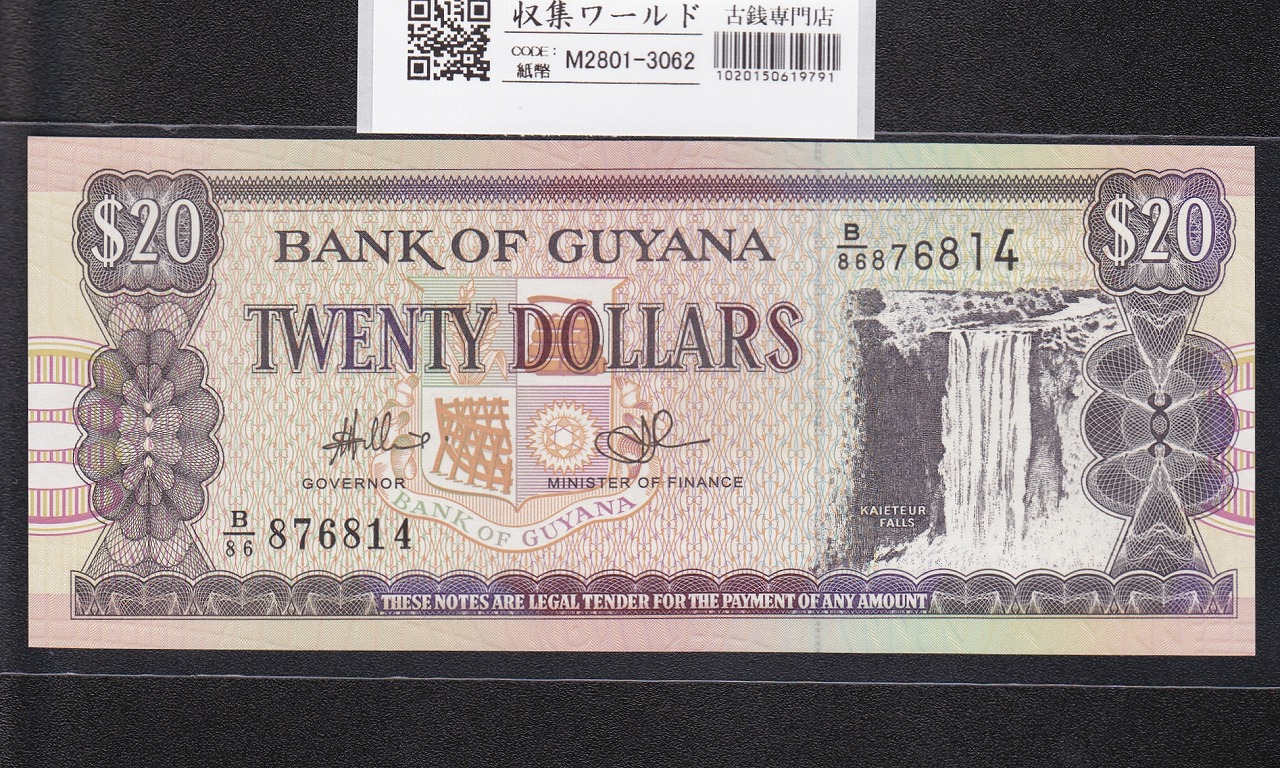 収集ワールド 古銭専門店
CODE:
紙幣 M2801-3062
1020150619791
$20
$20
BANK OF GUYANA
B/86 876814
TWENTY DOLLARS
KAIETEUR
FALLS
GOVERNOR
MINISTER OF FINANCE
BANK OF GUYANA
B/86 876814
THESE NOTES ARE LEGAL TENDER FOR THE PAYMENT OF ANY AMOUNT